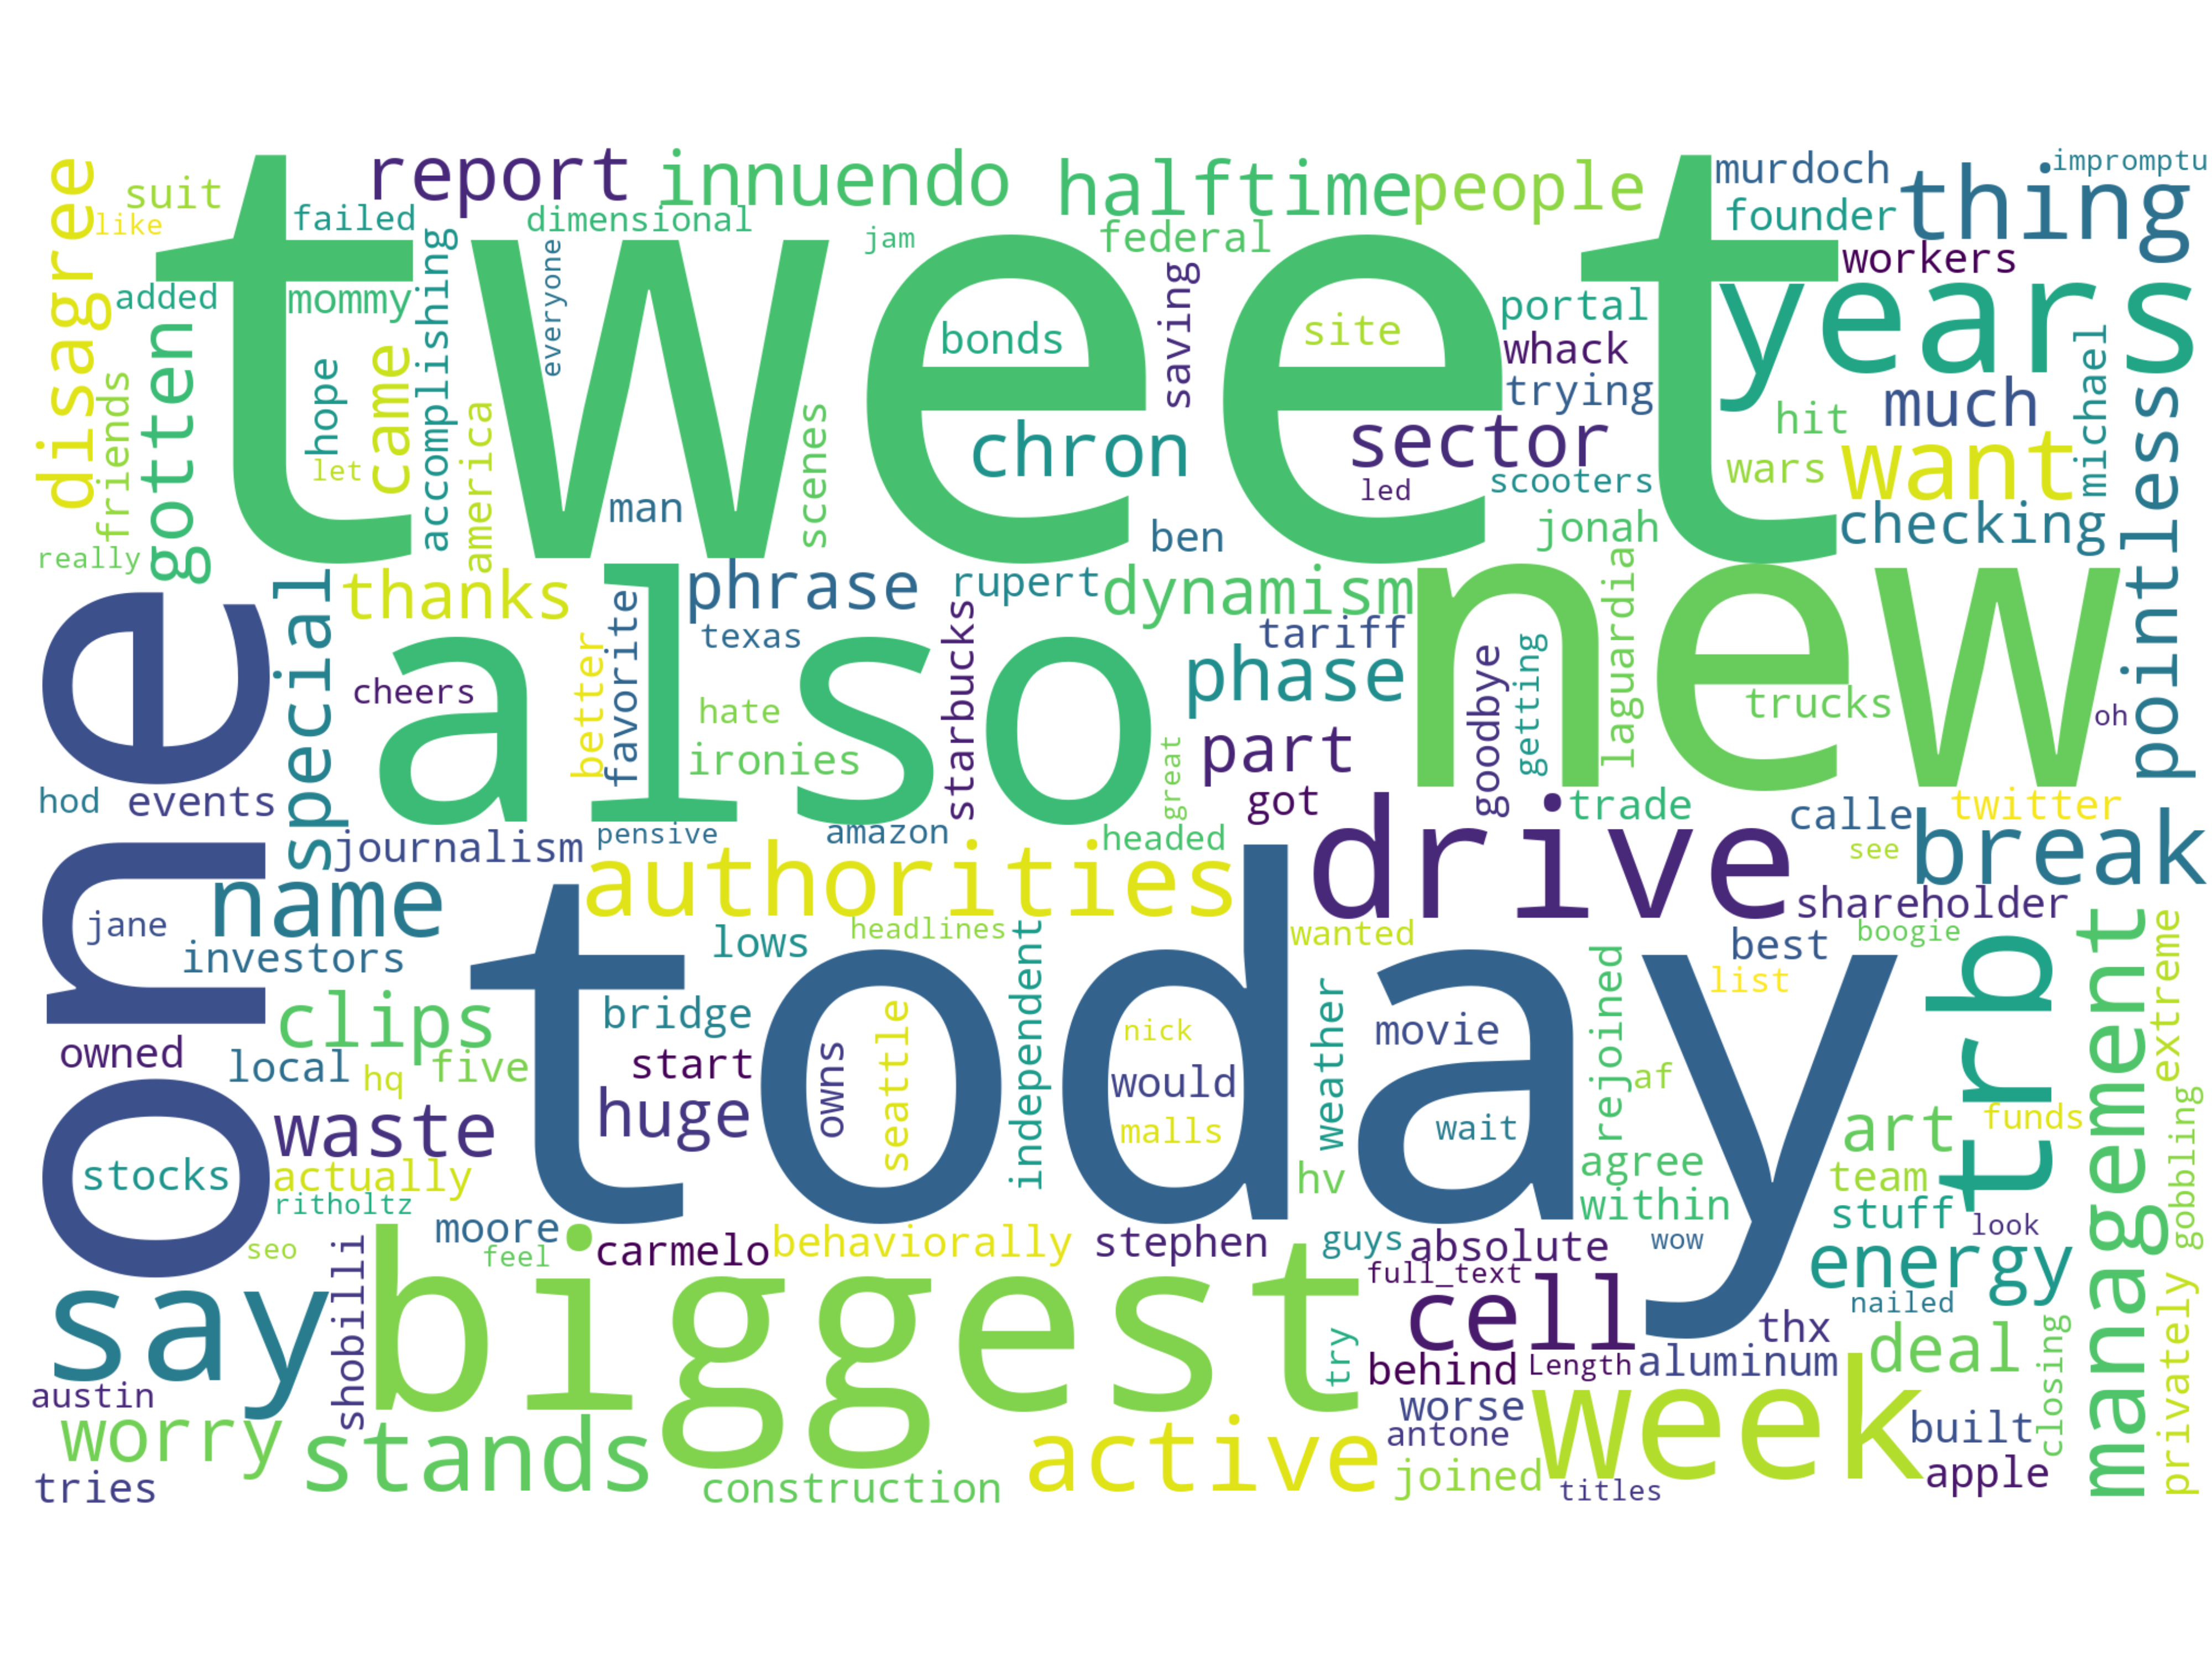 impromptu
report
innuendo
halftime
people
murdoch
thing
suit
like
failed
dimensional
jam
federal
founder
workers
disagree
added
mommy
accomplishing
everyone
tweet
saving
bonds
site
portal
whack
trying
years
gotten
friends
hope
let
came
america
scenes
man
chron
sector
led
scooters
hit
wars
much
want
michael
pointless
really
ben
jonah
checking
special
thanks
also
phrase
rupert
dynamism
new
laguardia
texas
tariff
cheers
better
favorite
hate
ironies
starbucks
phase
goodbye
getting
trucks
oh
great
part
got
trade
one
hod
events
journalism
pensive
amazon
headed
drive
calle
twitter
see
break
name
authorities
shareholder
jane
investors
lows
headlines
independent
wanted
best
boogie
list
today
clips
bridge
owns
seattle
nick
weather
movie
rejoined
trb
management
extreme
owned
local
hq
five
start
would
af
waste
huge
malls
wait
art
funds
gobbling
stocks
actually
ritholtz
hv
agree
team
within
stuff
look
seo
moore
feel
carmelo
behaviorally
stephen
guys
absolute
wow
energy
say
shobilli
biggest
full_text
cell
nailed
try
thx
deal
closing
privately
behind
Length
aluminum
austin
worse
week
built
worry
stands
active
antone
joined
apple
tries
construction
titles